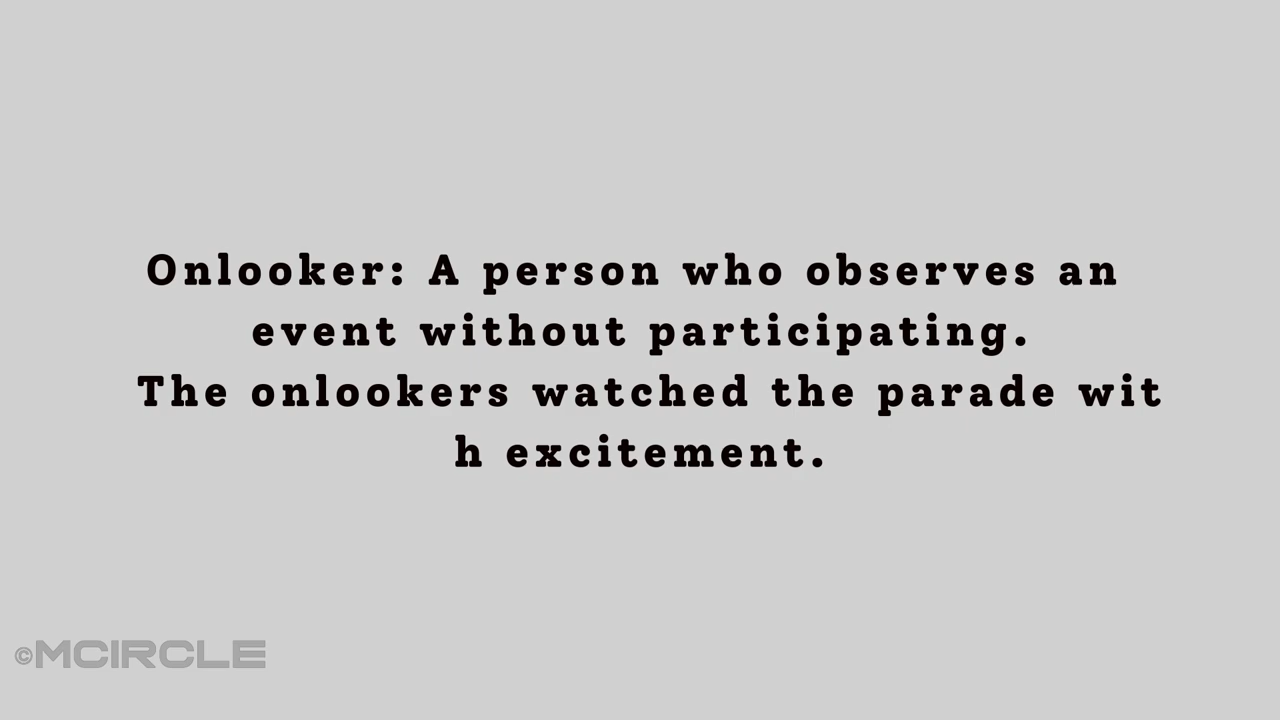 Onlooker: A person who observes an
event without participating.
The onlookers watched the parade wit
h excitement.
©MCIRCLE